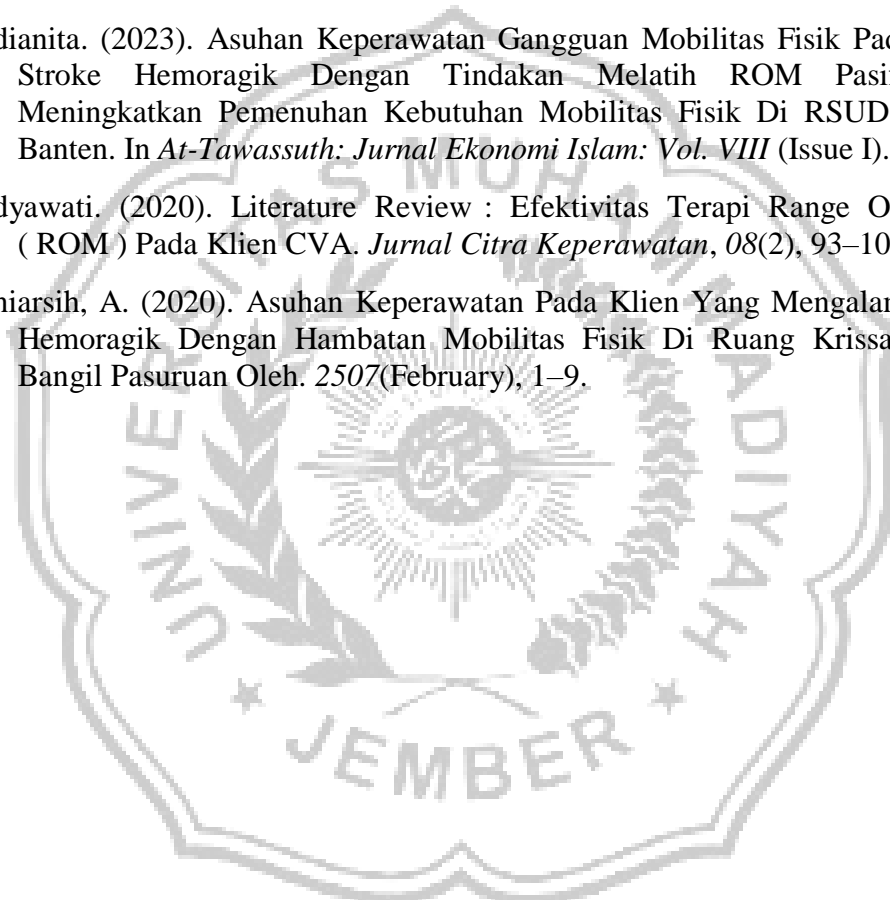 dianita. (2023). Asuhan Keperawatan Gangguan Mobilitas Fisik Pad
Stroke Hemoragik Dengan Tindakan Melatih ROM Pasif
Meningkatkan Pemenuhan Kebutuhan Mobilitas Fisik Di RSUD
Banten. In At-Tawassuth: Jurnal Ekonomi Islam: Vol. VIII (Issue I).
dyawati. (2020). Literature Review : Efektivitas Terapi Range O
( ROM ) Pada Klien CVA. Jurnal Citra Keperawatan, 08(2), 93–10
niarsih, A. (2020). Asuhan Keperawatan Pada Klien Yang Mengalam
Hemoragik Dengan Hambatan Mobilitas Fisik Di Ruang Krissa
Bangil Pasuruan Oleh. 2507(February), 1–9.
UNIVERSITAS MUHAMMADIYAH
JEMBER